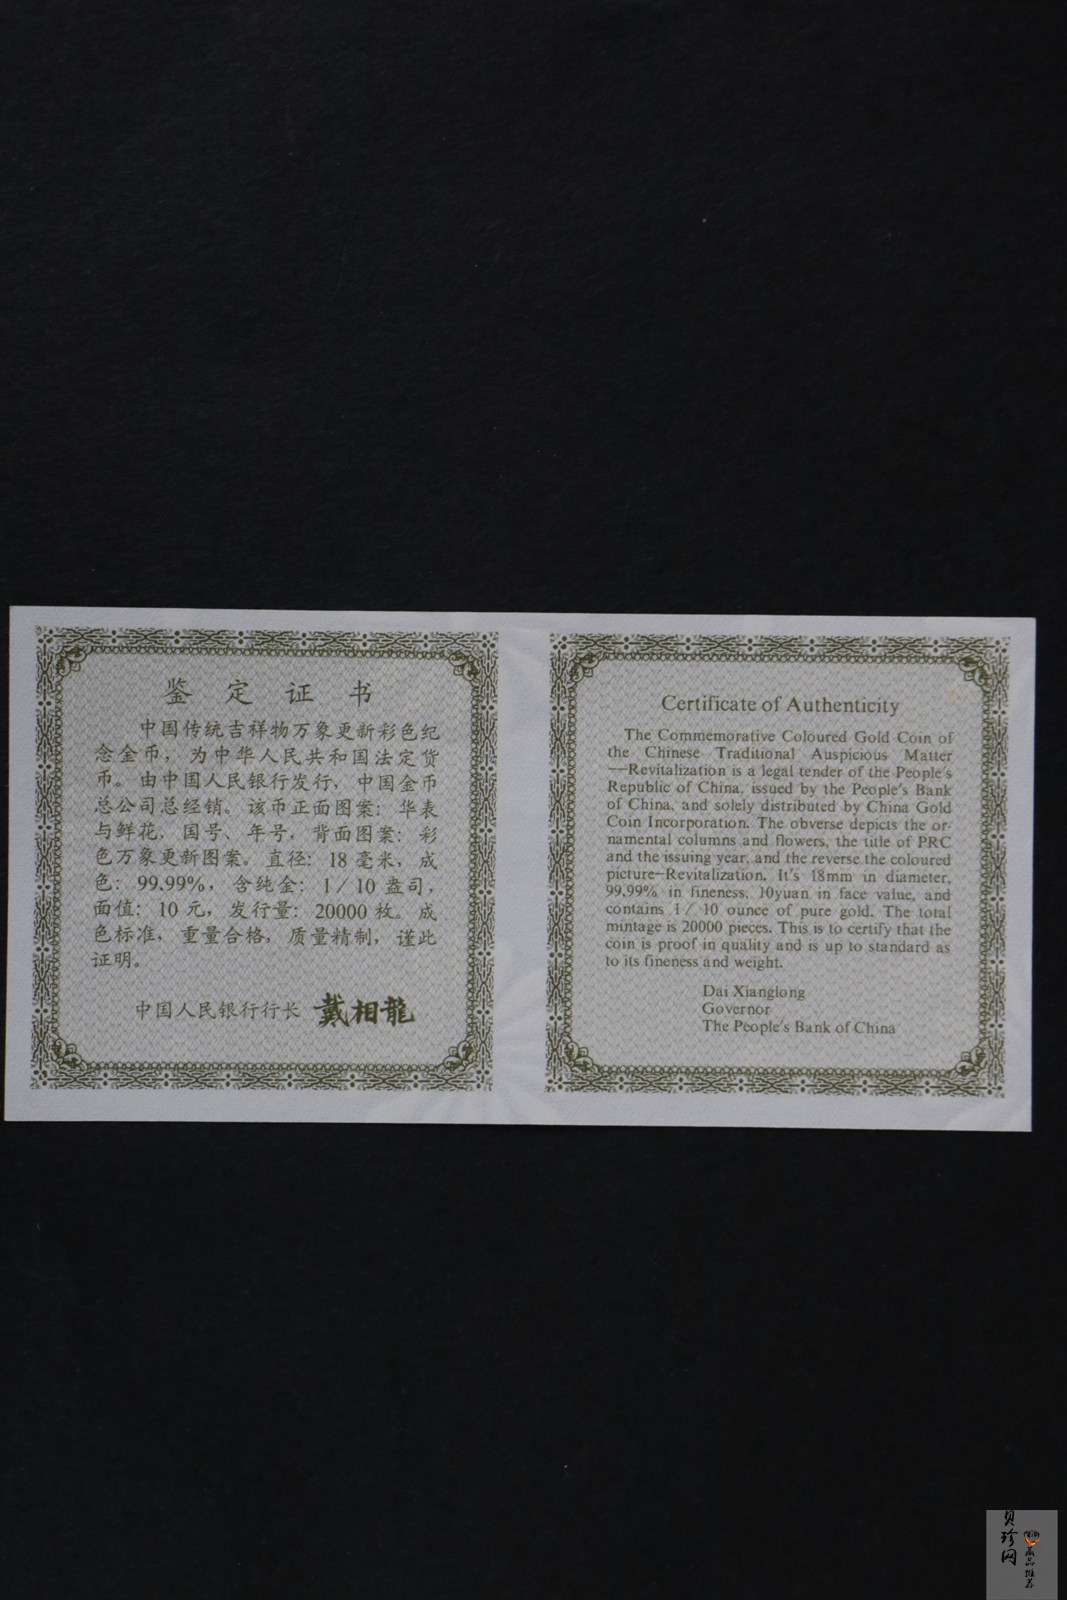 鉴定证书
中国传统吉祥物万象更新彩色纪
念金币，为中华人民共和国法定货
币。由中国人民银行发行，中国金币
总公司总经销。该币正面图案：华表
与鲜花、国号、年号，背面图案：彩
色万象更新图案。直径：18毫米，成
色：99.99%，含纯金：1/10盎司，
面值：10元，发行量：20000枚。成
色标准，重量合格，质量精制，谨此
证明。
中国人民银行行长 戴相龍
Certificate of Authenticity
The Commemorative Coloured Gold Coin of
the Chinese Traditional Auspicious Matter
—Revitalization is a legal tender of the People's
Republic of China, issued by the People's Bank
of China, and solely distributed by China Gold
Coin Incorporation. The obverse depicts the or-
namental columns and flowers, the title of PRC
and the issuing year, and the reverse the coloured
picture-Revitalization. It's 18mm in diameter,
99.99% in fineness, 10yuan in face value, and
contains 1/10 ounce of pure gold. The total
mintage is 20000 pieces. This is to certify that the
coin is proof in quality and is up to standard as
to its fineness and weight.
Dai Xianglong
Governor
The People's Bank of China
贝珍网
藏品推荐